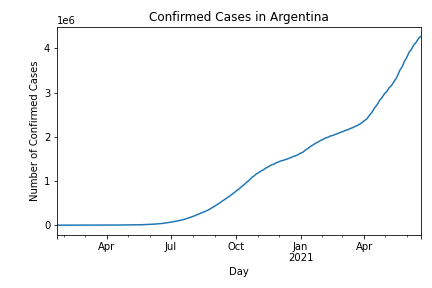 Confirmed Cases in Argentina
1e6
4
3
2
1
0
Number of Confirmed Cases
Apr Jul Oct Jan Apr
2021
Day